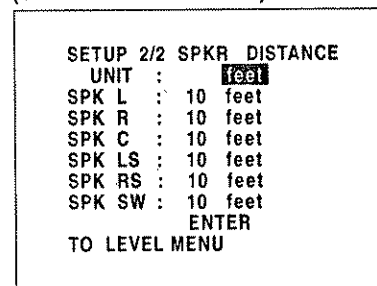 SETUP 2/2 SPKR DISTANCE
UNIT : feet
SPK L : 10 feet
SPK R : 10 feet
SPK C : 10 feet
SPK LS : 10 feet
SPK RS : 10 feet
SPK SW : 10 feet
ENTER
TO LEVEL MENU